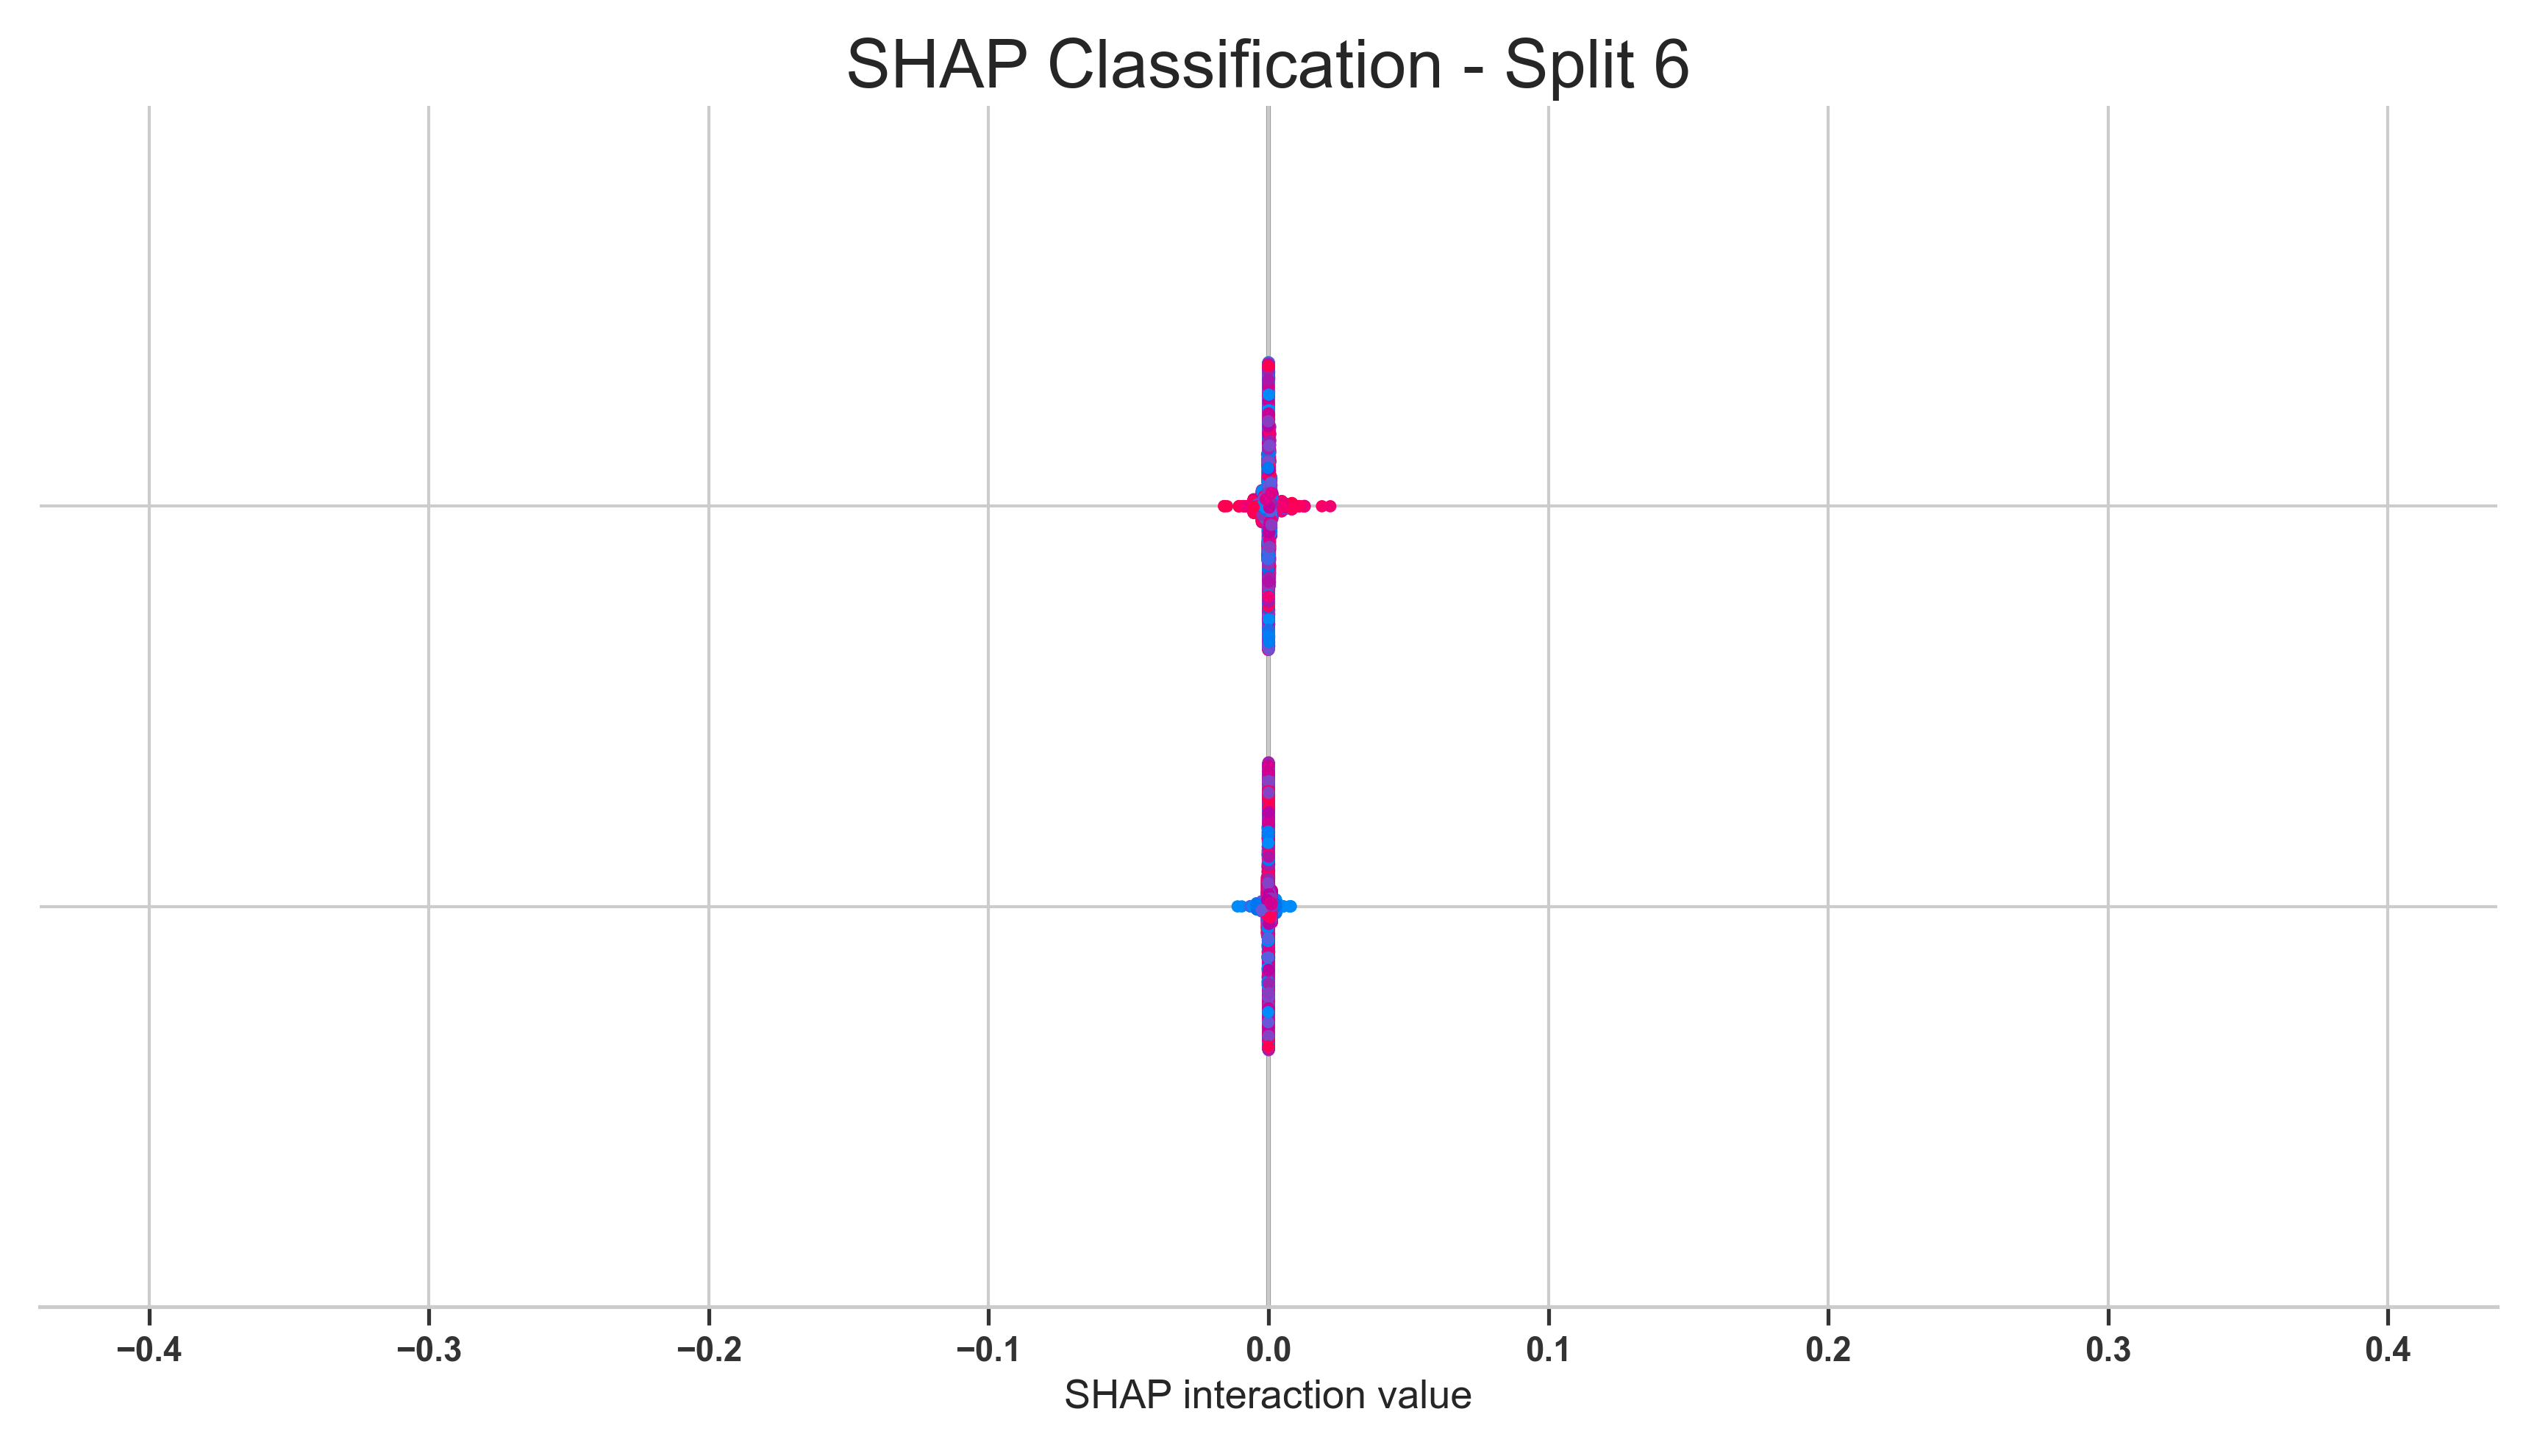 SHAP Classification - Split 6
−0.4 −0.3 −0.2 −0.1 0.0 0.1 0.2 0.3 0.4
SHAP interaction value